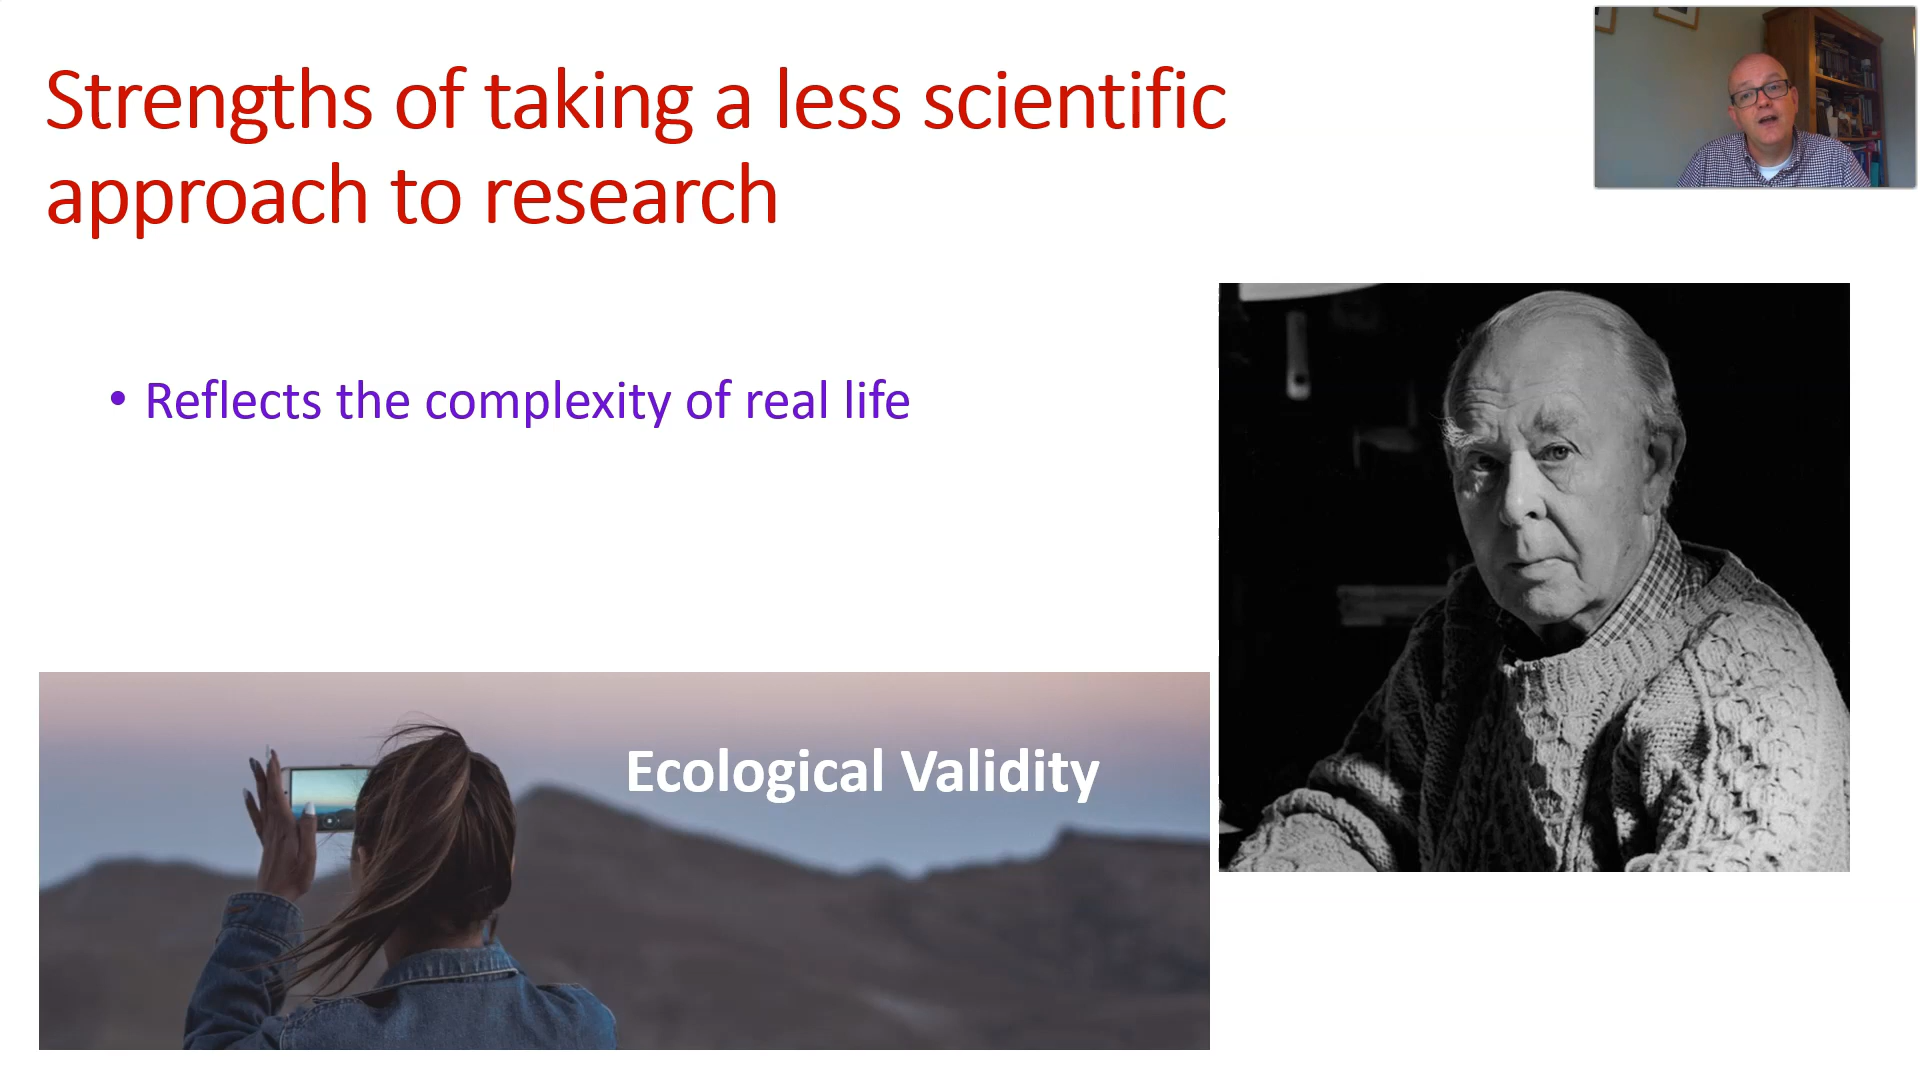 Strengths of taking a less scientific
approach to research
• Reflects the complexity of real life
Ecological Validity